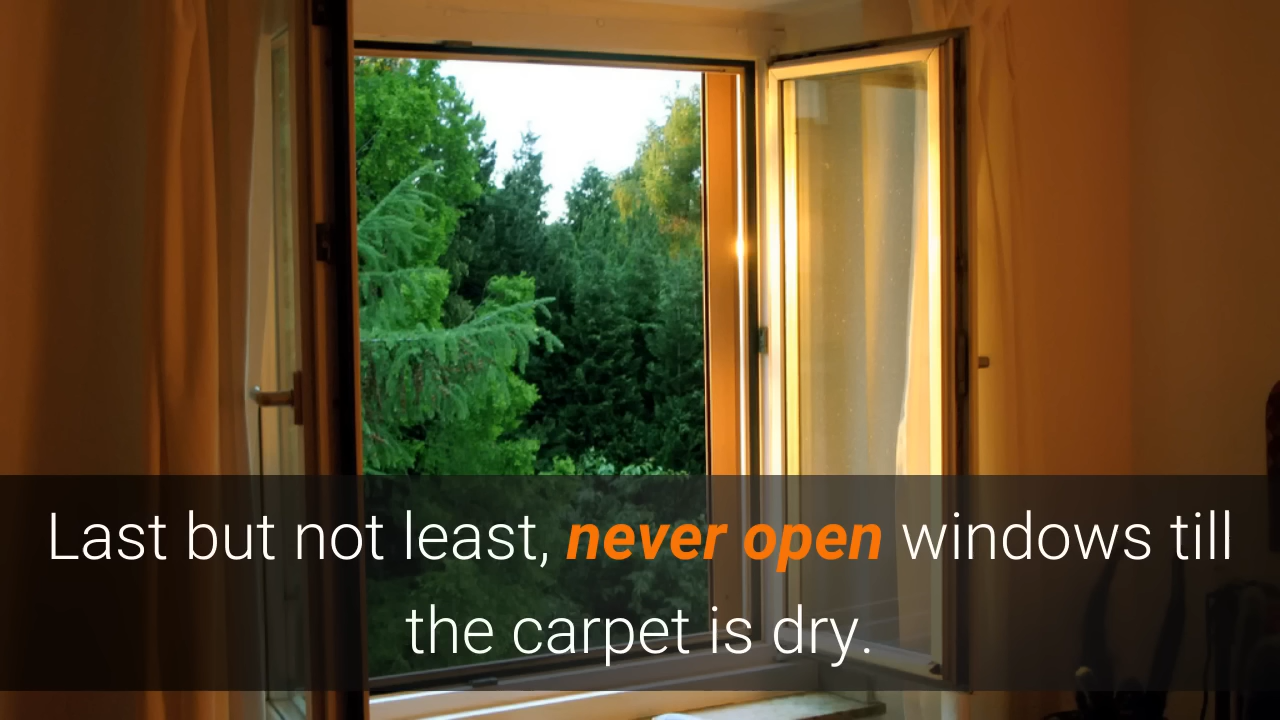 Last but not least, never open windows till
the carpet is dry.